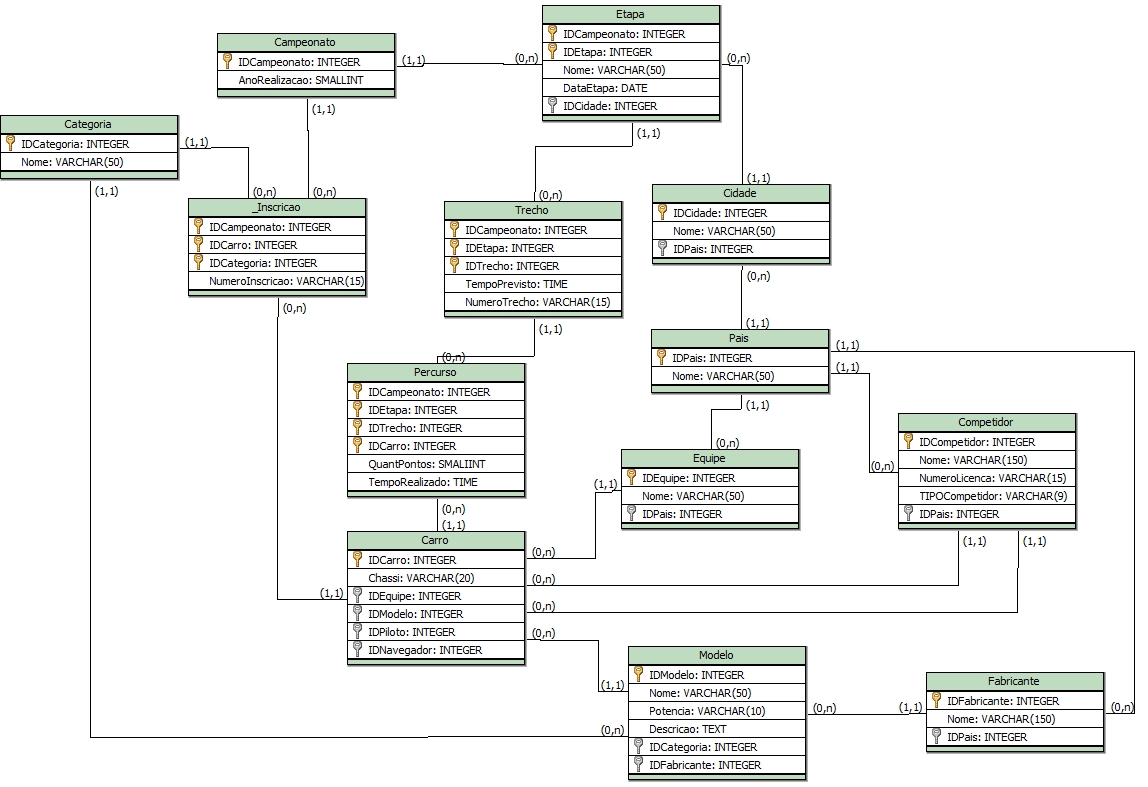 Etapa
IDCampeonato: INTEGER
IDEtapa: INTEGER
Nome: VARCHAR(50)
DataEtapa: DATE
IDCidade: INTEGER
Campeonato
IDCampeonato: INTEGER
AnoRealizacao: SMALLINT
(1,1)
(0,n)
(0,n)
(1,1)
(1,1)
Categoria
IDCategoria: INTEGER
Nome: VARCHAR(50)
(1,1)
(1,1)
(0,n)
(0,n)
_Inscricao
IDCampeonato: INTEGER
IDCarro: INTEGER
IDCategoria: INTEGER
NumeroInscricao: VARCHAR(15)
(0,n)
(0,n)
Trecho
IDCampeonato: INTEGER
IDEtapa: INTEGER
IDTrecho: INTEGER
TempoPrevisto: TIME
NumeroTrecho: VARCHAR(15)
(1,1)
(1,1)
Cidade
IDCidade: INTEGER
Nome: VARCHAR(50)
IDPais: INTEGER
(0,n)
(1,1)
Pais
IDPais: INTEGER
Nome: VARCHAR(50)
(1,1)
(1,1)
(1,1)
(0,n)
Percurso
IDCampeonato: INTEGER
IDEtapa: INTEGER
IDTrecho: INTEGER
IDCarro: INTEGER
QuantPontos: SMALIINT
TempoRealizado: TIME
(0,n)
(1,1)
(0,n)
Equipe
IDEquipe: INTEGER
Nome: VARCHAR(50)
IDPais: INTEGER
(1,1)
(0,n)
Competidor
IDCompetidor: INTEGER
Nome: VARCHAR(150)
NumeroLicenca: VARCHAR(15)
TIPOCompetidor: VARCHAR(9)
IDPais: INTEGER
(1,1)
(1,1)
Carro
IDCarro: INTEGER
Chassi: VARCHAR(20)
IDEquipe: INTEGER
IDModelo: INTEGER
IDPiloto: INTEGER
IDNavegador: INTEGER
(1,1)
(0,n)
(0,n)
(0,n)
(0,n)
(1,1)
(0,n)
Modelo
IDModelo: INTEGER
Nome: VARCHAR(50)
Potencia: VARCHAR(10)
Descricao: TEXT
IDCategoria: INTEGER
IDFabricante: INTEGER
(0,n)
(1,1)
Fabricante
IDFabricante: INTEGER
Nome: VARCHAR(150)
IDPais: INTEGER
(0,n)